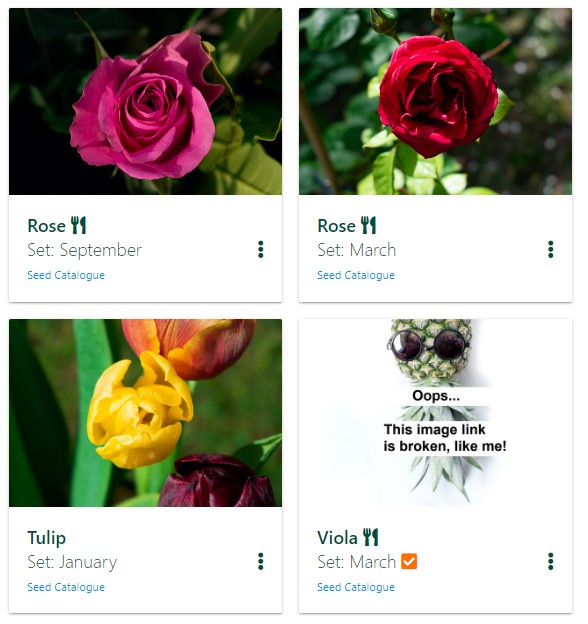 Rose
Set: September
Seed Catalogue
Rose
Set: March
Seed Catalogue
Oops...
This image link
is broken, like me!
Tulip
Set: January
Seed Catalogue
Viola
Set: March
Seed Catalogue